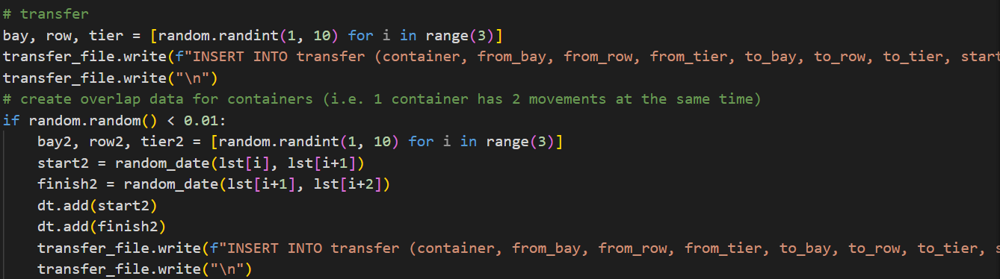 # transfer
bay, row, tier = [random.randint(1, 10) for i in range(3)]
transfer_file.write(f"INSERT INTO transfer (container, from_bay, from_row, from_tier, to_bay, to_row, to_tier, start
transfer_file.write("\n")
# create overlap data for containers (i.e. 1 container has 2 movements at the same time)
if random.random() < 0.01:
    bay2, row2, tier2 = [random.randint(1, 10) for i in range(3)]
    start2 = random_date(lst[i], lst[i+1])
    finish2 = random_date(lst[i+1], lst[i+2])
    dt.add(start2)
    dt.add(finish2)
    transfer_file.write(f"INSERT INTO transfer (container, from_bay, from_row, from_tier, to_bay, to_row, to_tier, s
    transfer_file.write("\n")